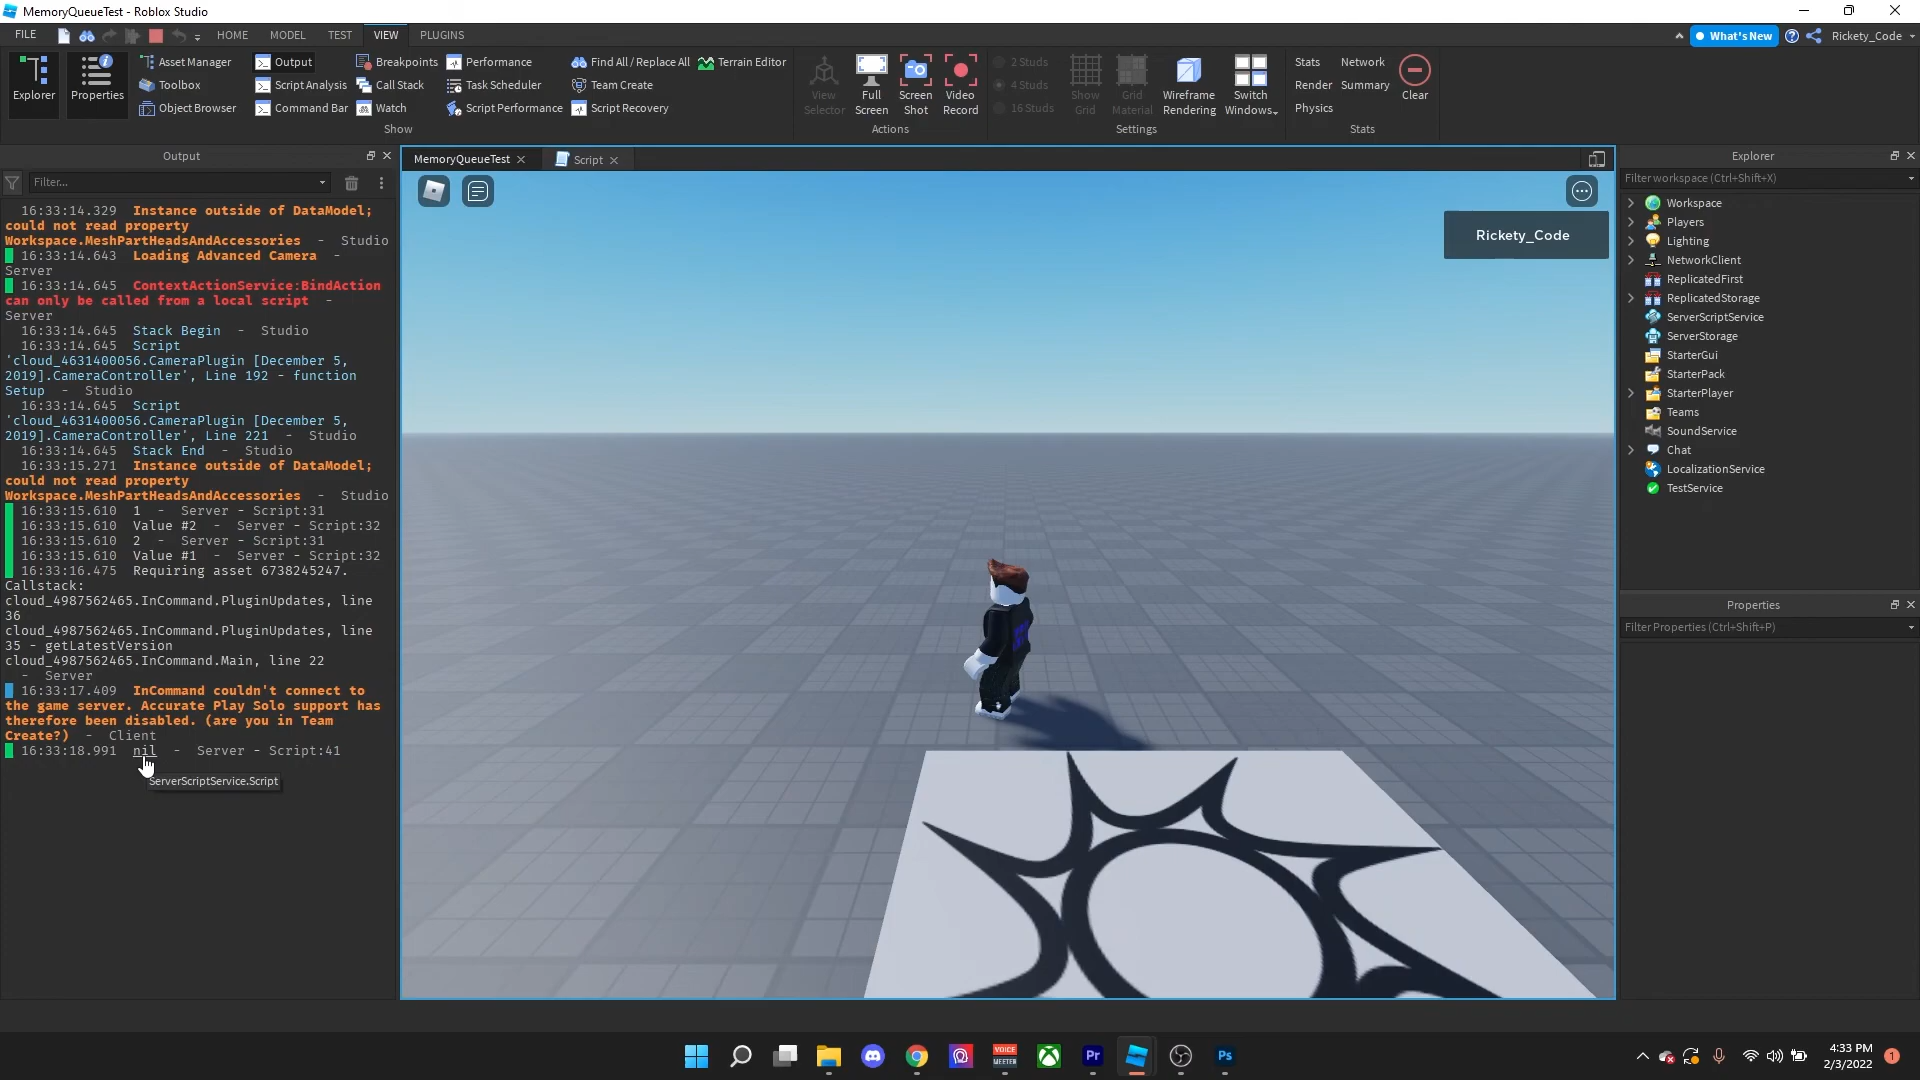 MemoryQueueTest - Roblox Studio
FILE HOME MODEL TEST VIEW PLUGINS What's New Rickety_Code
Asset Manager Output Breakpoints Performance Find All / Replace All Terrain Editor 2 Studs Stats Network
Toolbox Script Analysis Call Stack Task Scheduler Team Create 4 Studs Render Summary
Object Browser Command Bar Watch Script Performance Script Recovery 16 Studs Physics
Explorer Properties
View Selector
Full Screen
Screen Shot
Video Record
Show Grid
Grid Material
Wireframe Rendering
Switch Windows
Clear
Show Actions Settings Stats
Output
Filter...
16:33:14.329 Instance outside of DataModel;
could not read property
Workspace.MeshPartHeadsAndAccessories - Studio
16:33:14.643 Loading Advanced Camera -
Server
16:33:14.645 ContextActionService:BindAction
can only be called from a local script -
Server
16:33:14.645 Stack Begin - Studio
16:33:14.645 Script
'cloud_4631400056.CameraPlugin [December 5,
2019].CameraController', Line 192 - function
Setup - Studio
16:33:14.645 Script
'cloud_4631400056.CameraPlugin [December 5,
2019].CameraController', Line 221 - Studio
16:33:14.645 Stack End - Studio
16:33:15.271 Instance outside of DataModel;
could not read property
Workspace.MeshPartHeadsAndAccessories - Studio
16:33:15.610 1 - Server - Script:31
16:33:15.610 Value #2 - Server - Script:32
16:33:15.610 2 - Server - Script:31
16:33:15.610 Value #1 - Server - Script:32
16:33:16.475 Requiring asset 6738245247.
Callstack:
cloud_4987562465.InCommand.PluginUpdates, line
36
cloud_4987562465.InCommand.PluginUpdates, line
35 - getLatestVersion
cloud_4987562465.InCommand.Main, line 22
- Server
16:33:17.409 InCommand couldn't connect to
the game server. Accurate Play Solo support has
therefore been disabled. (are you in Team
Create?) - Client
16:33:18.991 nil - Server - Script:41
ServerScriptService.Script
MemoryQueueTest Script
Rickety_Code
Explorer
Filter workspace (Ctrl+Shift+X)
Workspace
Players
Lighting
NetworkClient
ReplicatedFirst
ReplicatedStorage
ServerScriptService
ServerStorage
StarterGui
StarterPack
StarterPlayer
Teams
SoundService
Chat
LocalizationService
TestService
Properties
Filter Properties (Ctrl+Shift+P)
VOICE
MEETER
Pr
Ps
4:33 PM
2/3/2022
1